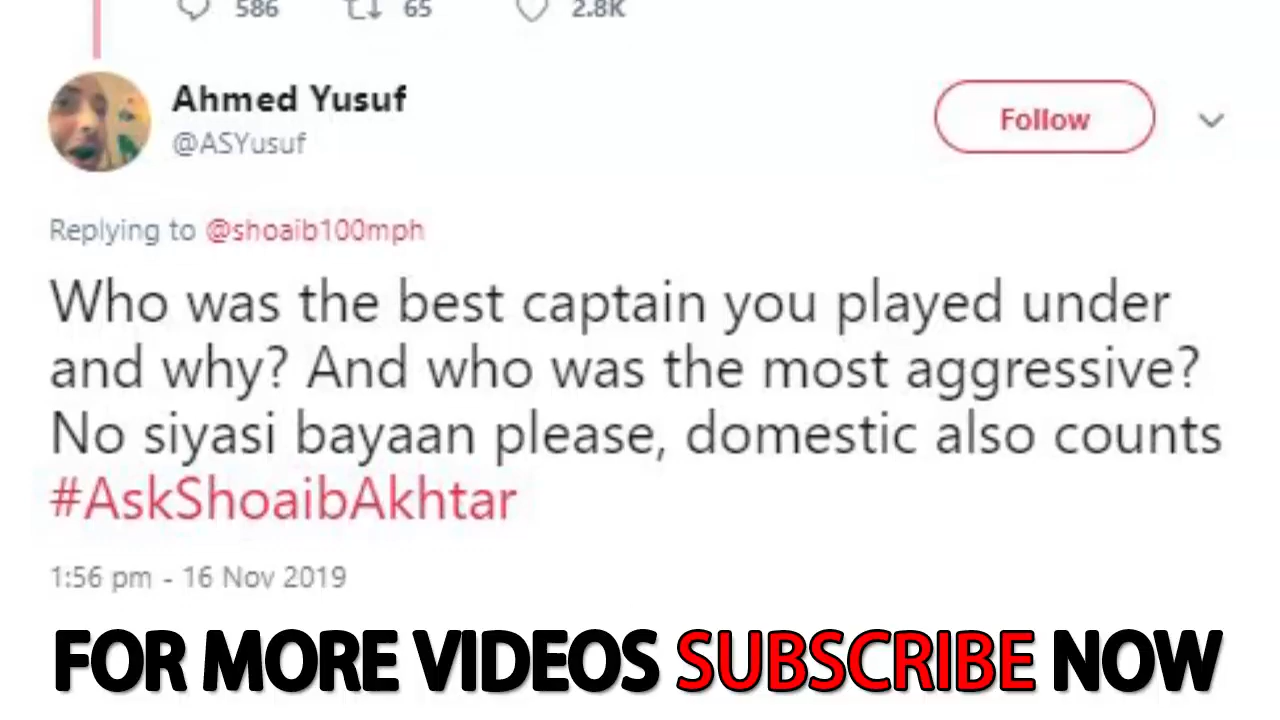 586 65 2.8K
Ahmed Yusuf
@ASYusuf
Follow
Replying to @shoaib100mph
Who was the best captain you played under
and why? And who was the most aggressive?
No siyasi bayaan please, domestic also counts
#AskShoaibAkhtar
1:56 pm - 16 Nov 2019
FOR MORE VIDEOS SUBSCRIBE NOW